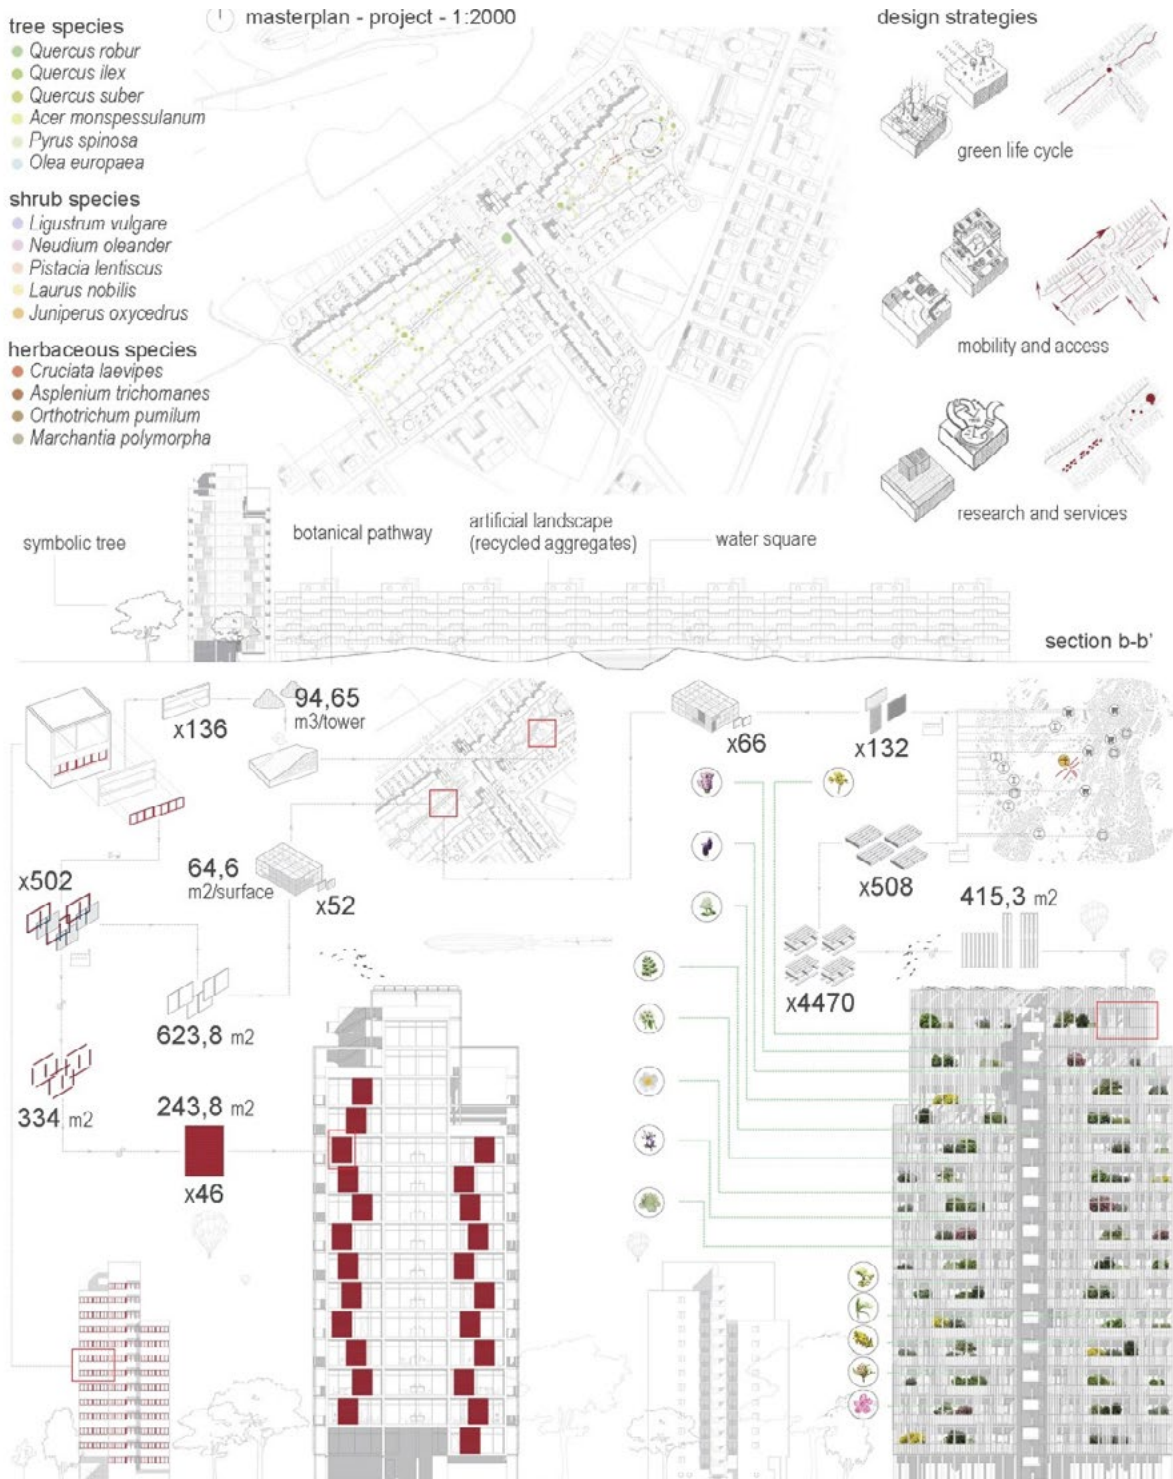 masterplan - project - 1:2000
tree species
Quercus robur
Quercus ilex
Quercus suber
Acer monspessulanum
Pyrus spinosa
Olea europaea
shrub species
Ligustrum vulgare
Neudium oleander
Pistacia lentiscus
Laurus nobilis
Juniperus oxycedrus
herbaceous species
Cruciata laevipes
Asplenium trichomanes
Orthotrichum pumilum
Marchantia polymorpha
design strategies
green life cycle
mobility and access
research and services
symbolic tree
botanical pathway
artificial landscape
(recycled aggregates)
water square
section b-b'
x136
94,65
m3/tower
x66
x132
x502
64,6
m2/surface
x52
x508
415,3 m2
x4470
623,8 m2
334 m2
243,8 m2
x46